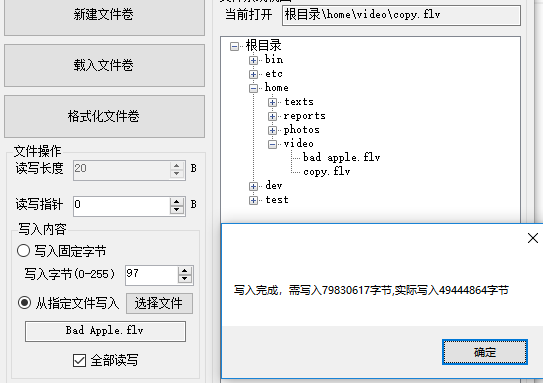 新建文件卷
载入文件卷
格式化文件卷
文件操作
读写长度 20 B
读写指针 0 B
写入内容
写入固定字节
写入字节(0-255) 97
从指定文件写入 选择文件
Bad Apple.flv
全部读写
当前打开 根目录\home\video\copy.flv
根目录
bin
etc
home
texts
reports
photos
video
bad apple.flv
copy.flv
dev
test
写入完成，需写入79830617字节,实际写入49444864字节
确定